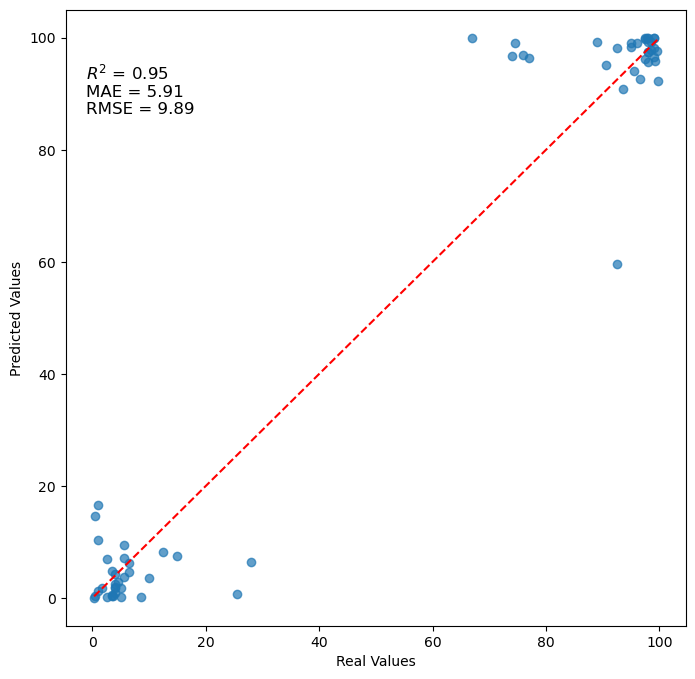 100
80
60
40
20
0
Predicted Values
R² = 0.95
MAE = 5.91
RMSE = 9.89
0 20 40 60 80 100
Real Values